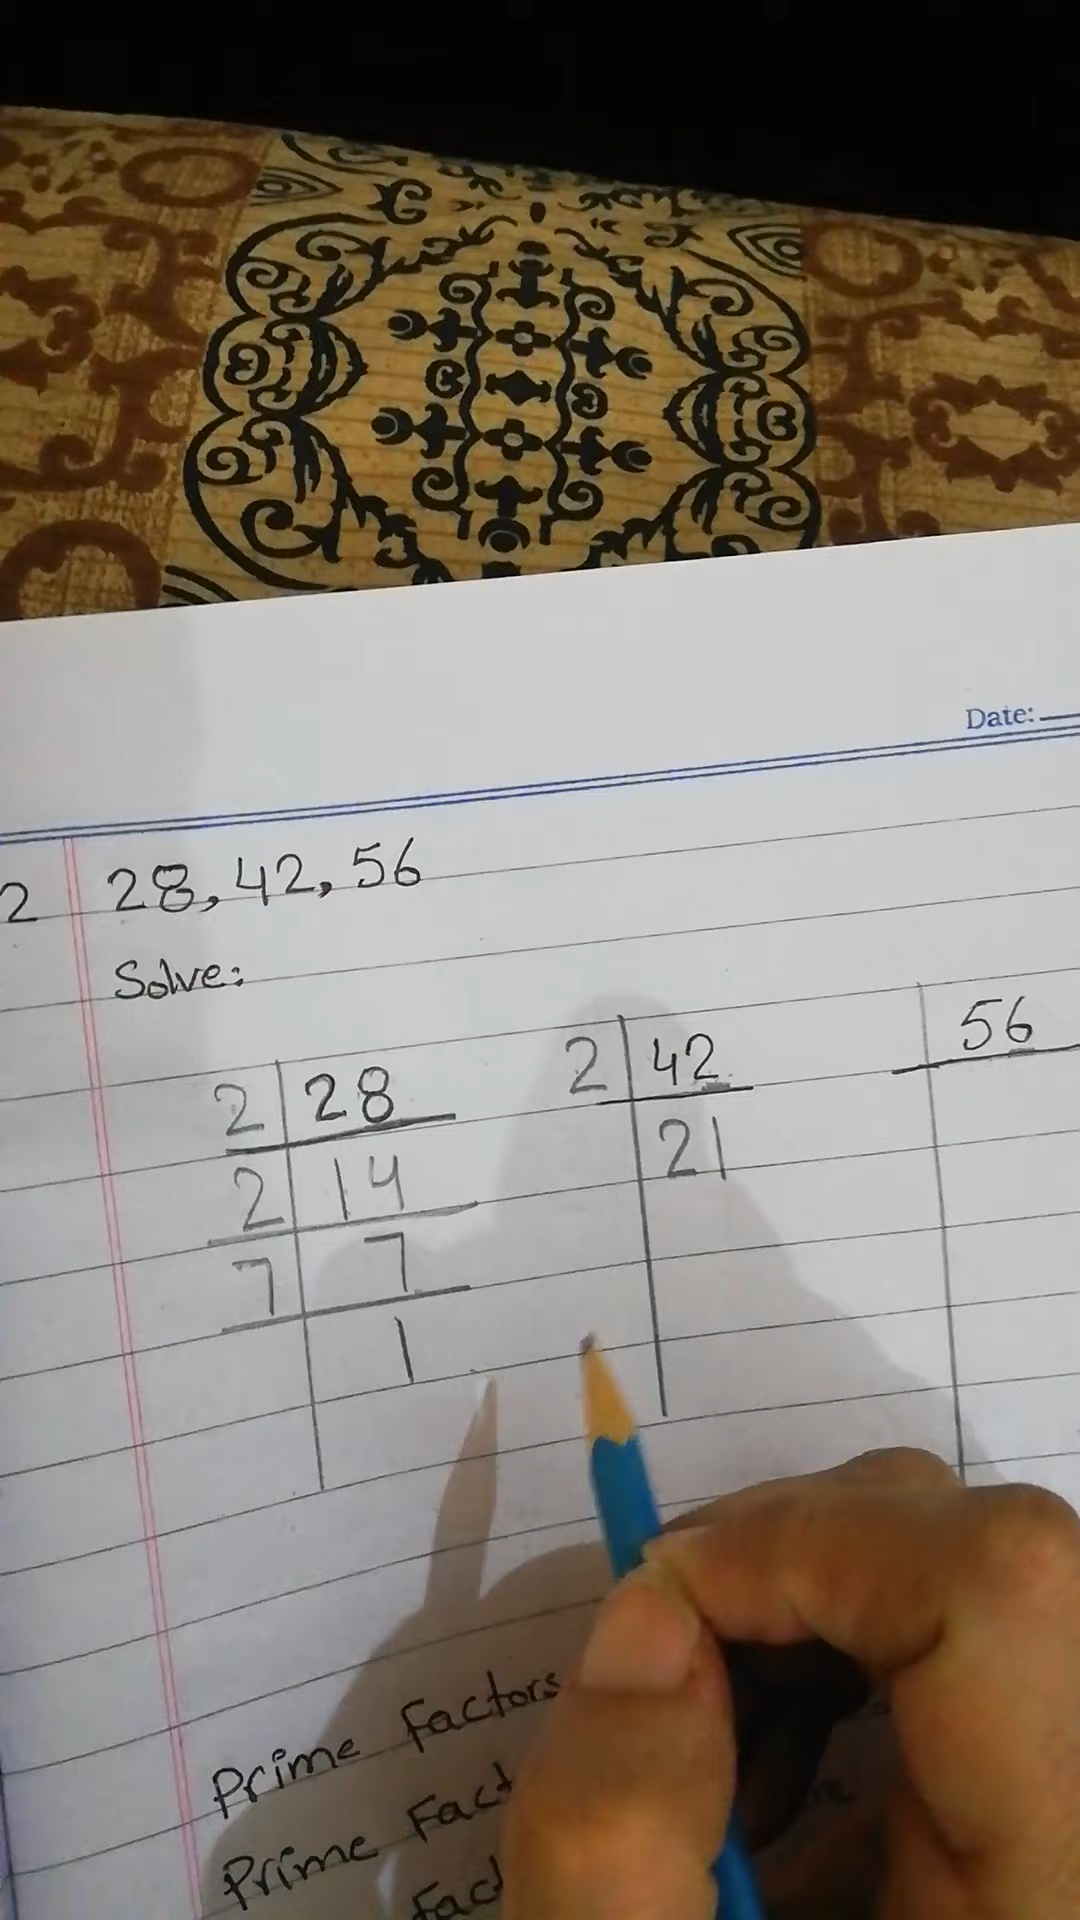 Date:
2 28, 42, 56
Solve:
2 28 2 42 56
2 14 21
7 7
1
Prime Factors
Prime